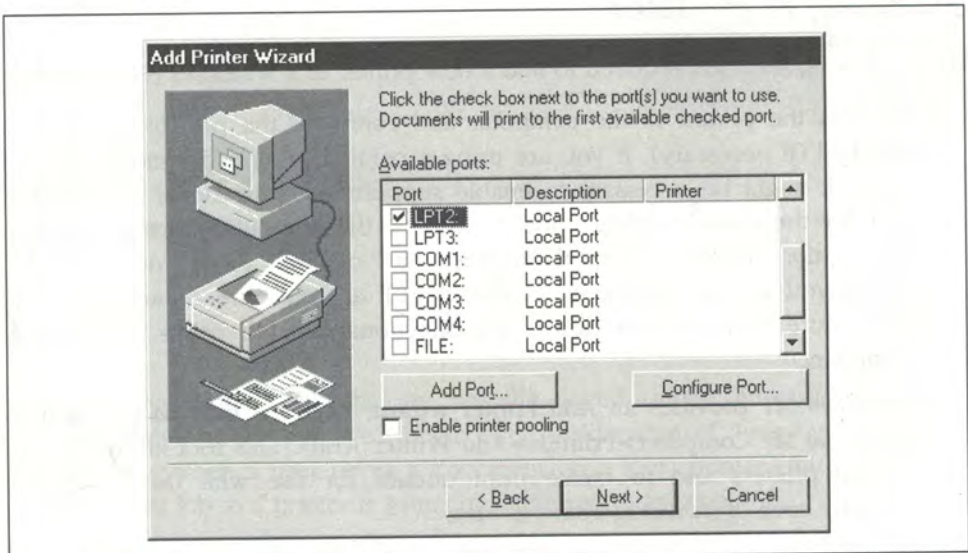 Add Printer Wizard
Click the check box next to the port(s) you want to use.
Documents will print to the first available checked port.
Available ports:
Port Description Printer
LPT2: Local Port
LPT3: Local Port
COM1: Local Port
COM2: Local Port
COM3: Local Port
COM4: Local Port
FILE: Local Port
Add Port... Configure Port...
Enable printer pooling
< Back Next > Cancel